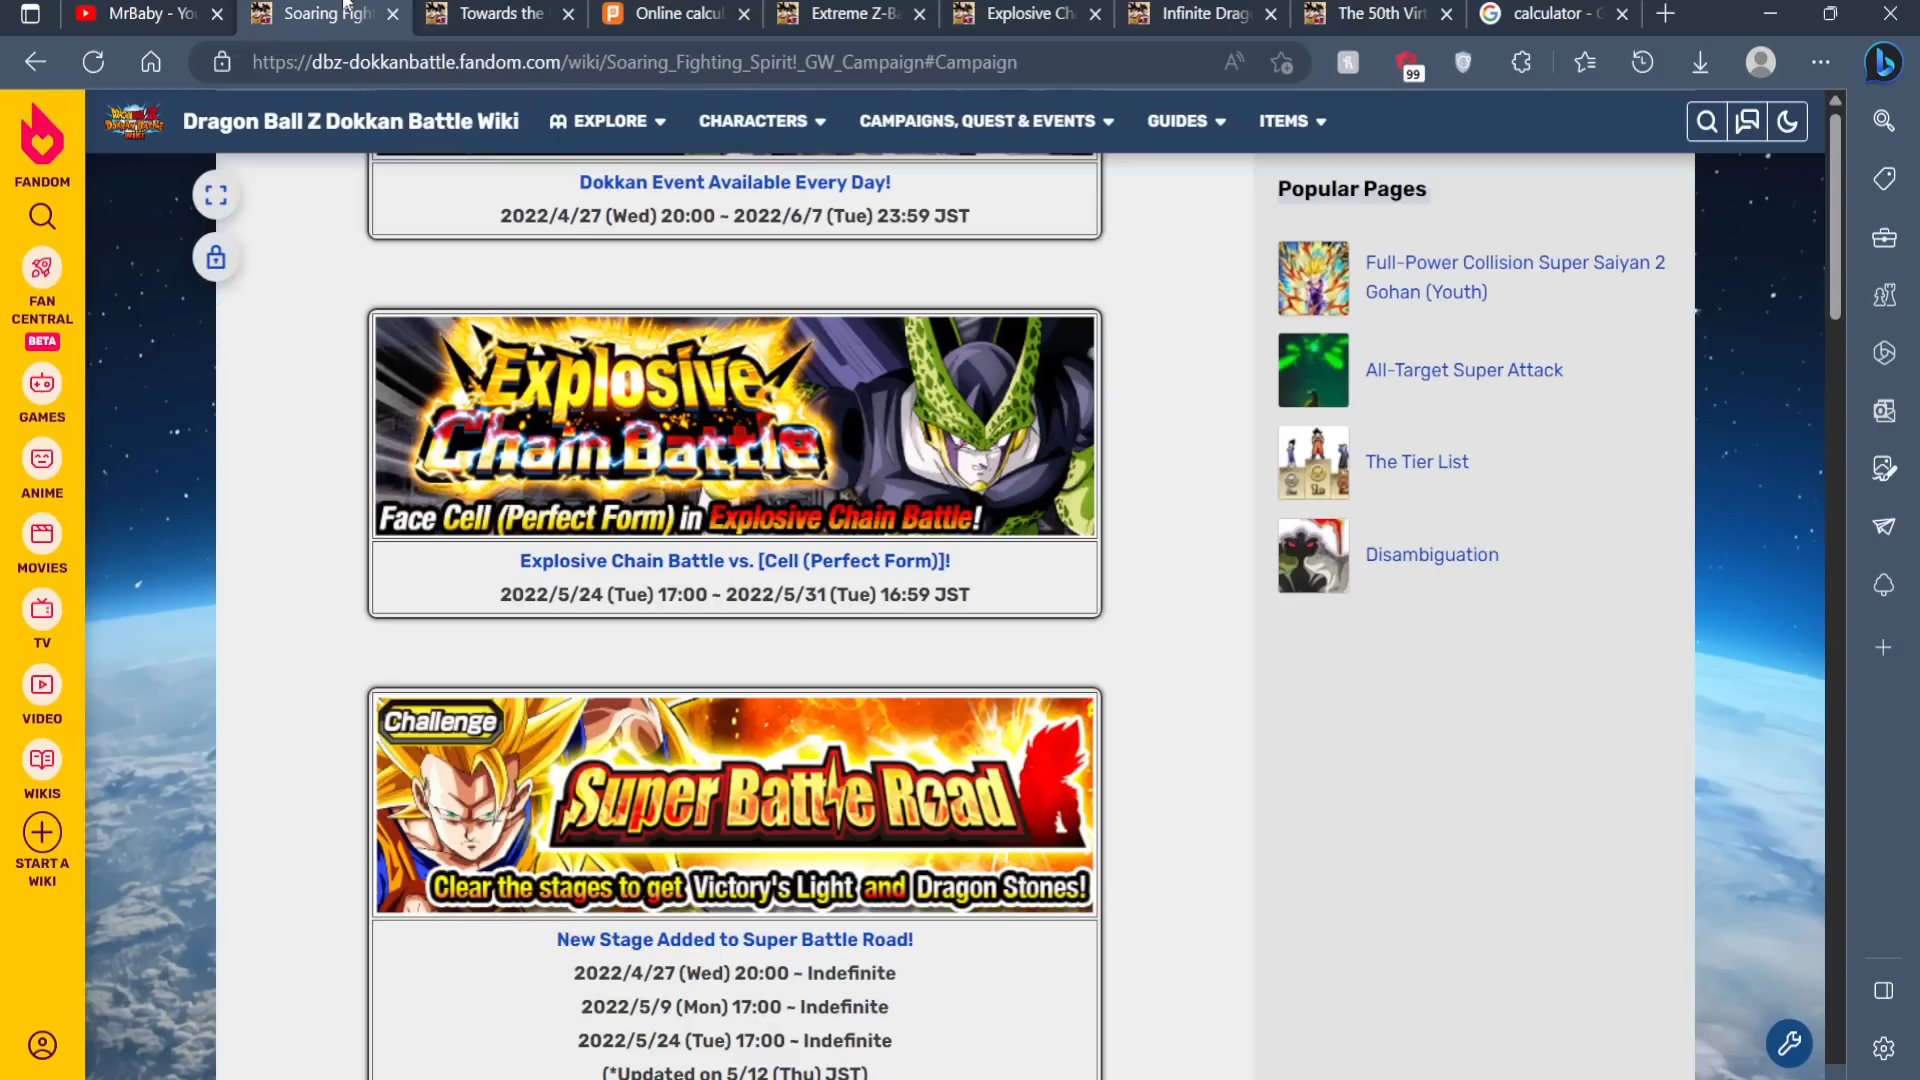 MrBaby - You
Soaring Fight
Towards the
Online calcul
Extreme Z-Ba
Explosive Ch
Infinite Drag
The 50th Virt
calculator - G
https://dbz-dokkanbattle.fandom.com/wiki/Soaring_Fighting_Spirit!_GW_Campaign#Campaign
99
FANDOM
FAN
CENTRAL
BETA
GAMES
ANIME
MOVIES
TV
VIDEO
WIKIS
START A
WIKI
Dragon Ball Z Dokkan Battle Wiki
EXPLORE
CHARACTERS
CAMPAIGNS, QUEST & EVENTS
GUIDES
ITEMS
Dokkan Event Available Every Day!
2022/4/27 (Wed) 20:00 ~ 2022/6/7 (Tue) 23:59 JST
Explosive
Chain Battle
Face Cell (Perfect Form) in Explosive Chain Battle!
Explosive Chain Battle vs. [Cell (Perfect Form)]!
2022/5/24 (Tue) 17:00 ~ 2022/5/31 (Tue) 16:59 JST
Challenge
Super Battle Road
Clear the stages to get Victory's Light and Dragon Stones!
New Stage Added to Super Battle Road!
2022/4/27 (Wed) 20:00 ~ Indefinite
2022/5/9 (Mon) 17:00 ~ Indefinite
2022/5/24 (Tue) 17:00 ~ Indefinite
(*Updated on 5/12 (Thu) JST)
Popular Pages
Full-Power Collision Super Saiyan 2
Gohan (Youth)
All-Target Super Attack
The Tier List
Disambiguation